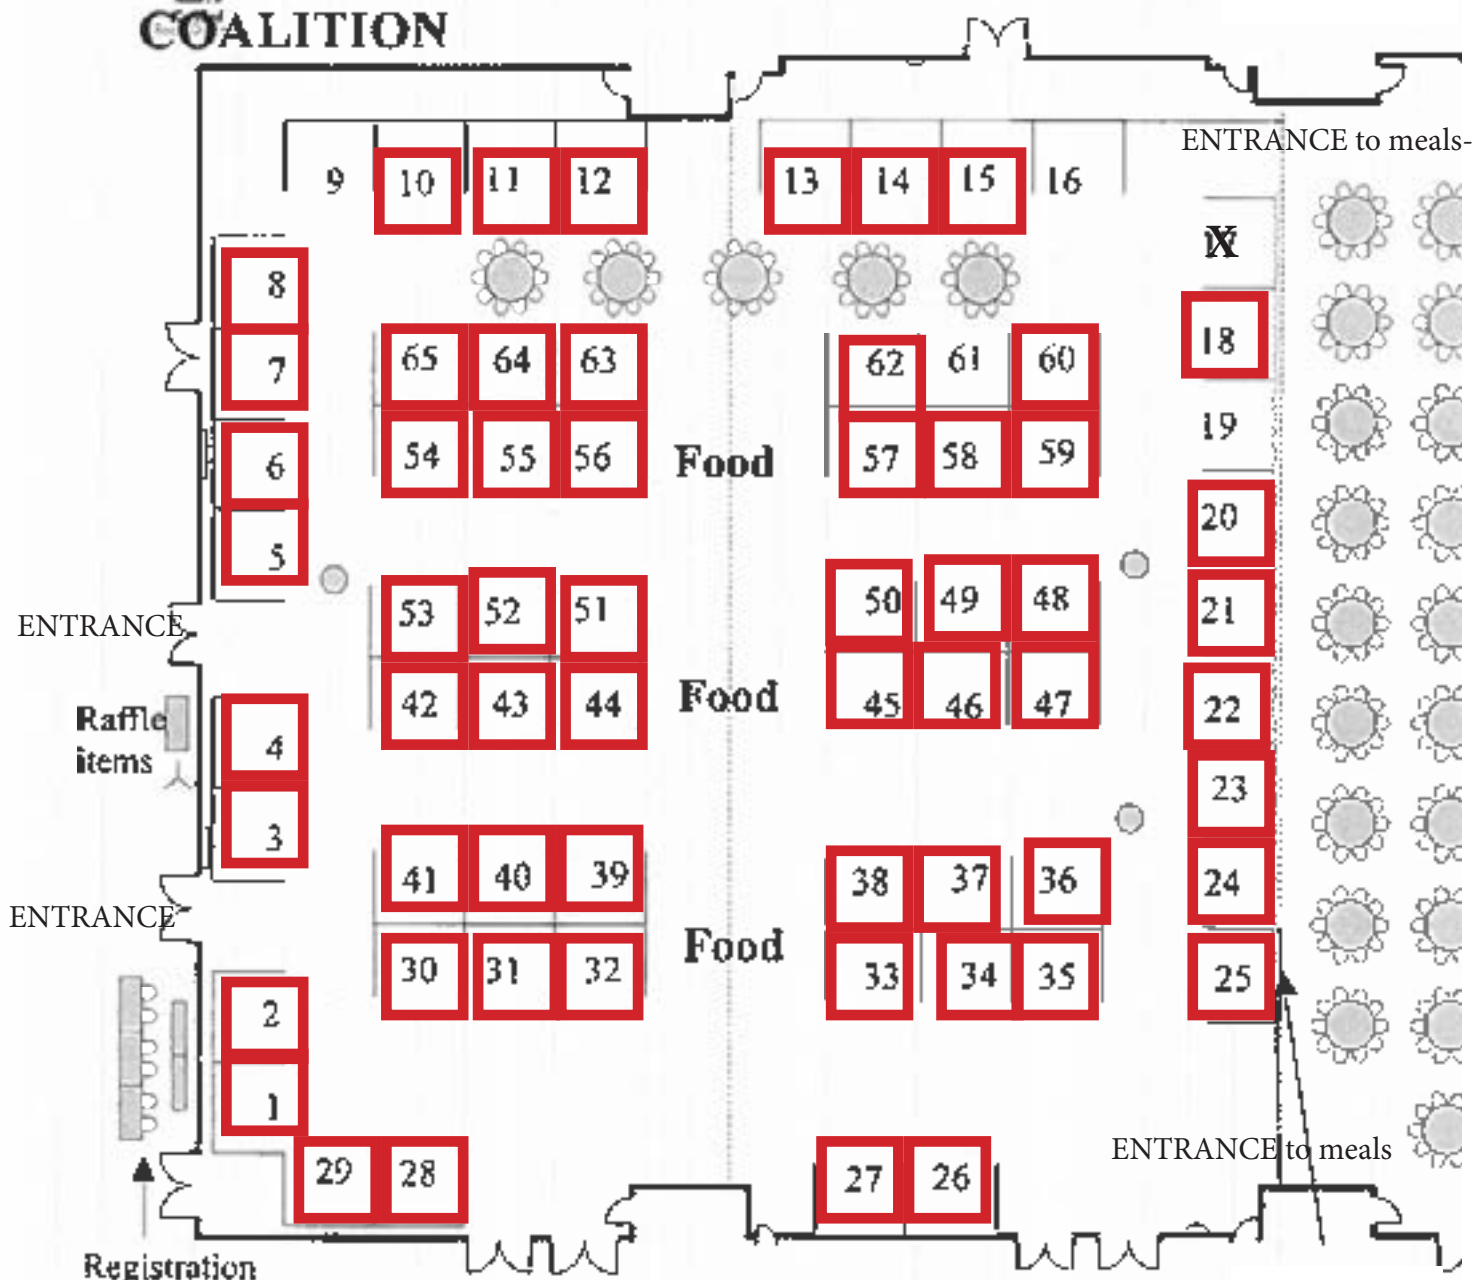 COALITION
ENTRANCE to meals-
9 10 11 12 13 14 15 16
X
8
7
65 64 63 62 61 60
18
54 55 56 Food 57 58 59
19
6
5
20
53 52 51 50 49 48
21
ENTRANCE
42 43 44 Food 45 46 47
22
Raffle
items
4
3
23
41 40 39 38 37 36
24
ENTRANCE
30 31 32 Food 33 34 35
25
2
1
ENTRANCE to meals
29 28 27 26
Registration